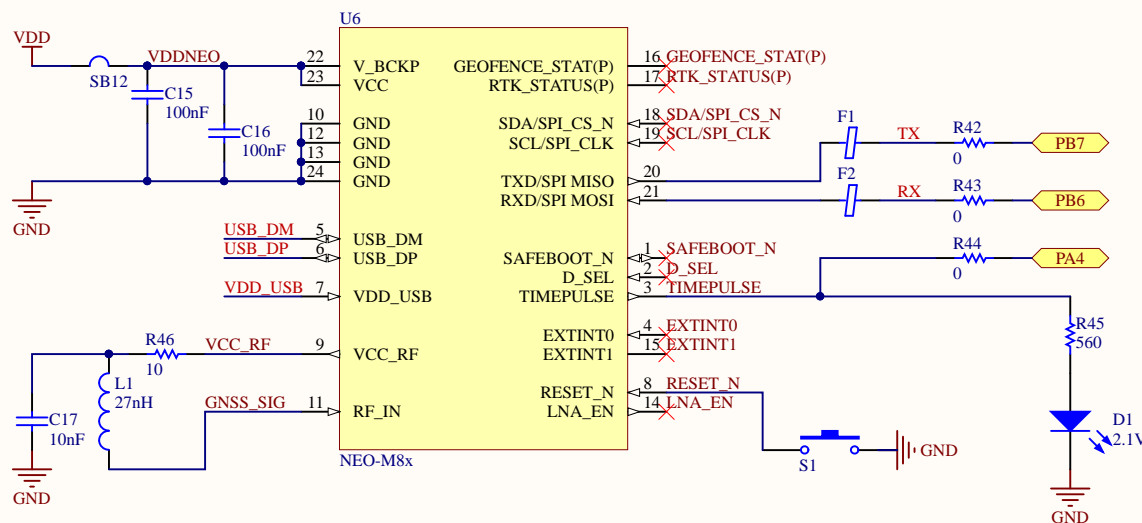 U6
VDD
VDDNEO
SB12
C15
100nF
C16
100nF
GND
22
V_BCKP
23
VCC
10
GND
12
GND
13
GND
24
GND
USB_DM
5
USB_DM
USB_DP
6
USB_DP
VDD_USB
7
VDD_USB
R46
10
VCC_RF
9
VCC_RF
L1
27nH
GNSS_SIG
11
RF_IN
C17
10nF
GND
NEO-M8x
GEOFENCE_STAT(P)
16
GEOFENCE_STAT(P)
RTK_STATUS(P)
17
RTK_STATUS(P)
SDA/SPI_CS_N
18
SDA/SPI_CS_N
SCL/SPI_CLK
19
SCL/SPI_CLK
TXD/SPI MISO
20
F1
TX
R42
0
PB7
RXD/SPI MOSI
21
F2
RX
R43
0
PB6
SAFEBOOT_N
1
SAFEBOOT_N
R44
0
PA4
D_SEL
2
D_SEL
TIMEPULSE
3
TIMEPULSE
R45
560
EXTINT0
4
EXTINT0
EXTINT1
15
EXTINT1
RESET_N
8
RESET_N
LNA_EN
14
LNA_EN
S1
GND
D1
2.1V
GND